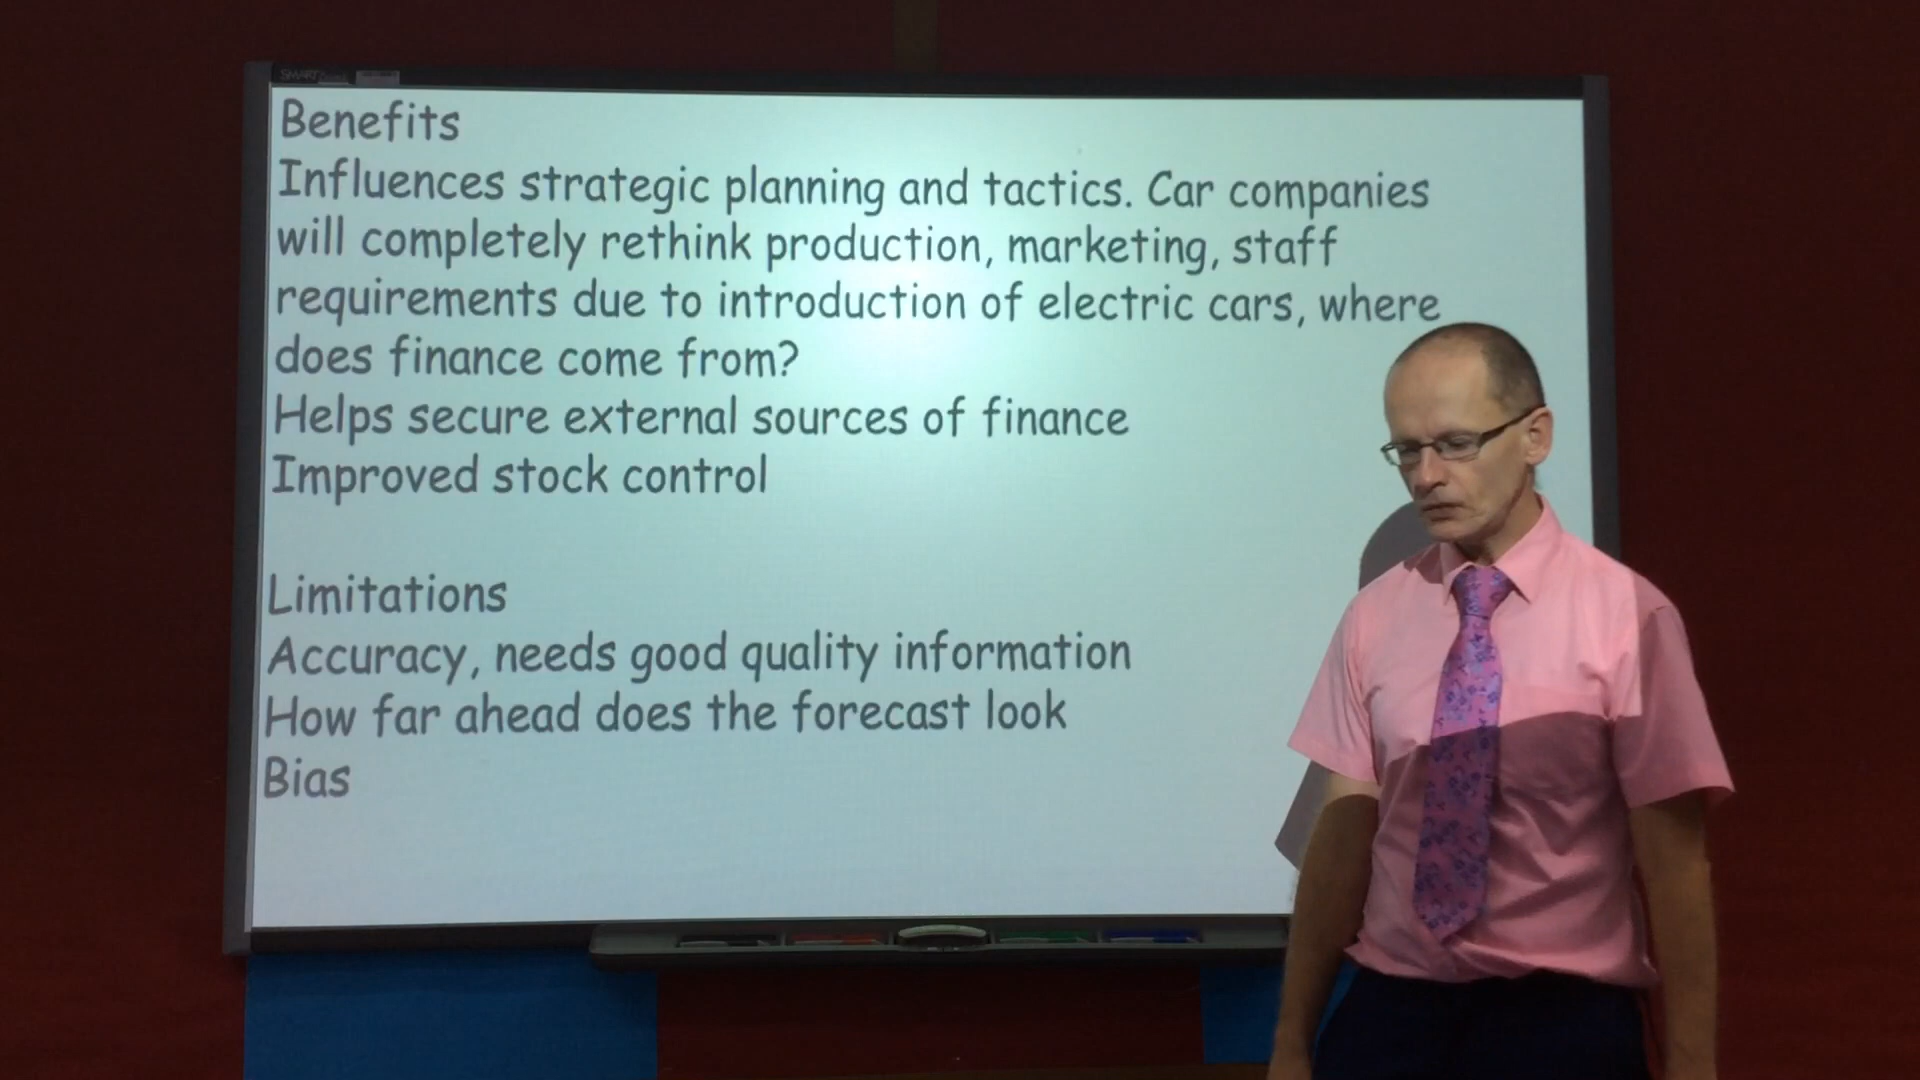 SMART
Benefits
Influences strategic planning and tactics. Car companies
will completely rethink production, marketing, staff
requirements due to introduction of electric cars, where
does finance come from?
Helps secure external sources of finance
Improved stock control
Limitations
Accuracy, needs good quality information
How far ahead does the forecast look
Bias